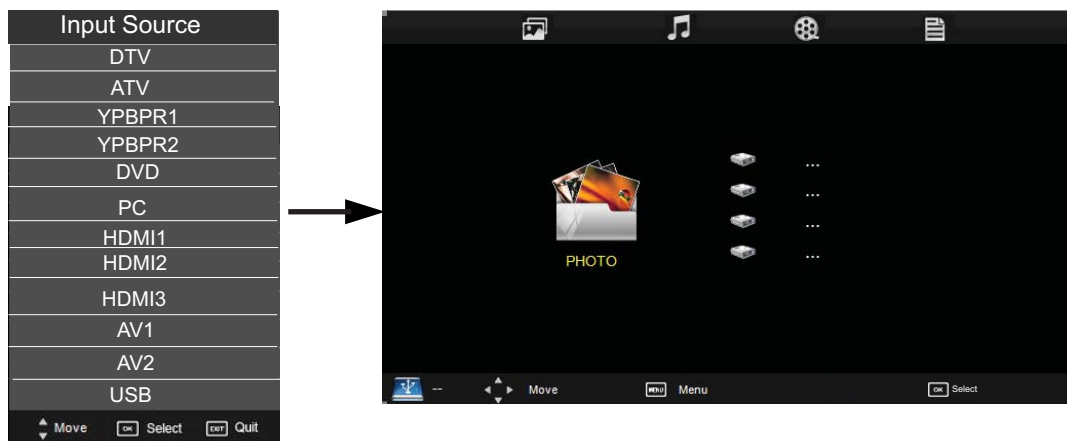 Input Source
DTV
ATV
YPBPR1
YPBPR2
DVD
PC
HDMI1
HDMI2
HDMI3
AV1
AV2
USB
Move OK Select EXIT Quit
...
...
...
...
PHOTO
-- Move MENU Menu OK Select